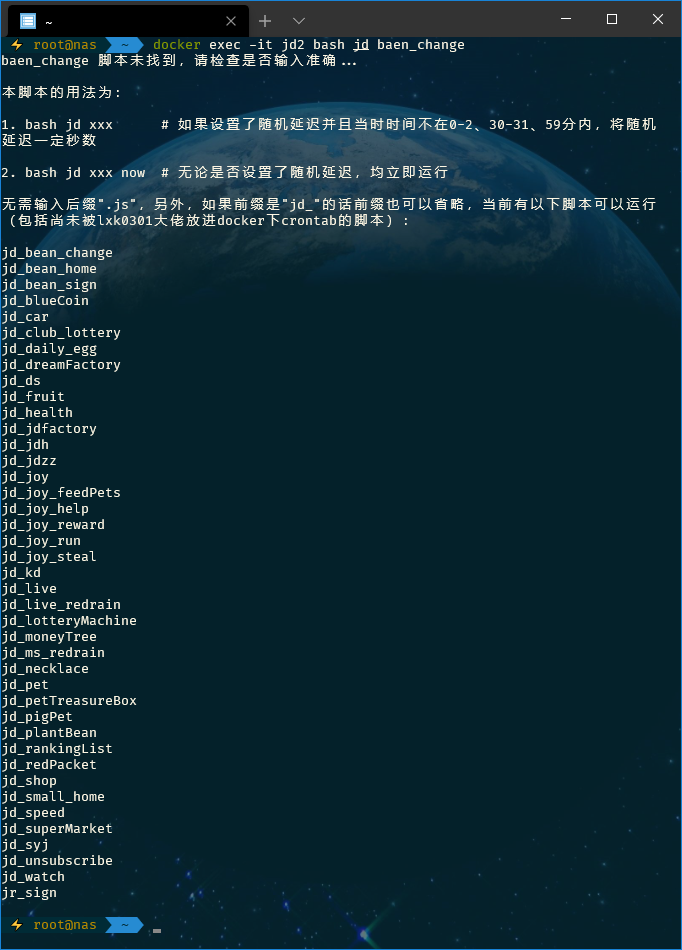 ~
root@nas ~ docker exec -it jd2 bash jd baen_change
baen_change 脚本未找到，请检查是否输入准确...
本脚本的用法为：
1. bash jd xxx      # 如果设置了随机延迟并且当时时间不在0-2、30-31、59分内，将随机
延迟一定秒数
2. bash jd xxx now  # 无论是否设置了随机延迟，均立即运行
无需输入后缀".js"，另外，如果前缀是"jd_"的话前缀也可以省略，当前有以下脚本可以运行
（包括尚未被lxk0301大佬放进docker下crontab的脚本）：
jd_bean_change
jd_bean_home
jd_bean_sign
jd_blueCoin
jd_car
jd_club_lottery
jd_daily_egg
jd_dreamFactory
jd_ds
jd_fruit
jd_health
jd_jdfactory
jd_jdh
jd_jdzz
jd_joy
jd_joy_feedPets
jd_joy_help
jd_joy_reward
jd_joy_run
jd_joy_steal
jd_kd
jd_live
jd_live_redrain
jd_lotteryMachine
jd_moneyTree
jd_ms_redrain
jd_necklace
jd_pet
jd_petTreasureBox
jd_pigPet
jd_plantBean
jd_rankingList
jd_redPacket
jd_shop
jd_small_home
jd_speed
jd_superMarket
jd_syj
jd_unsubscribe
jd_watch
jr_sign
root@nas ~